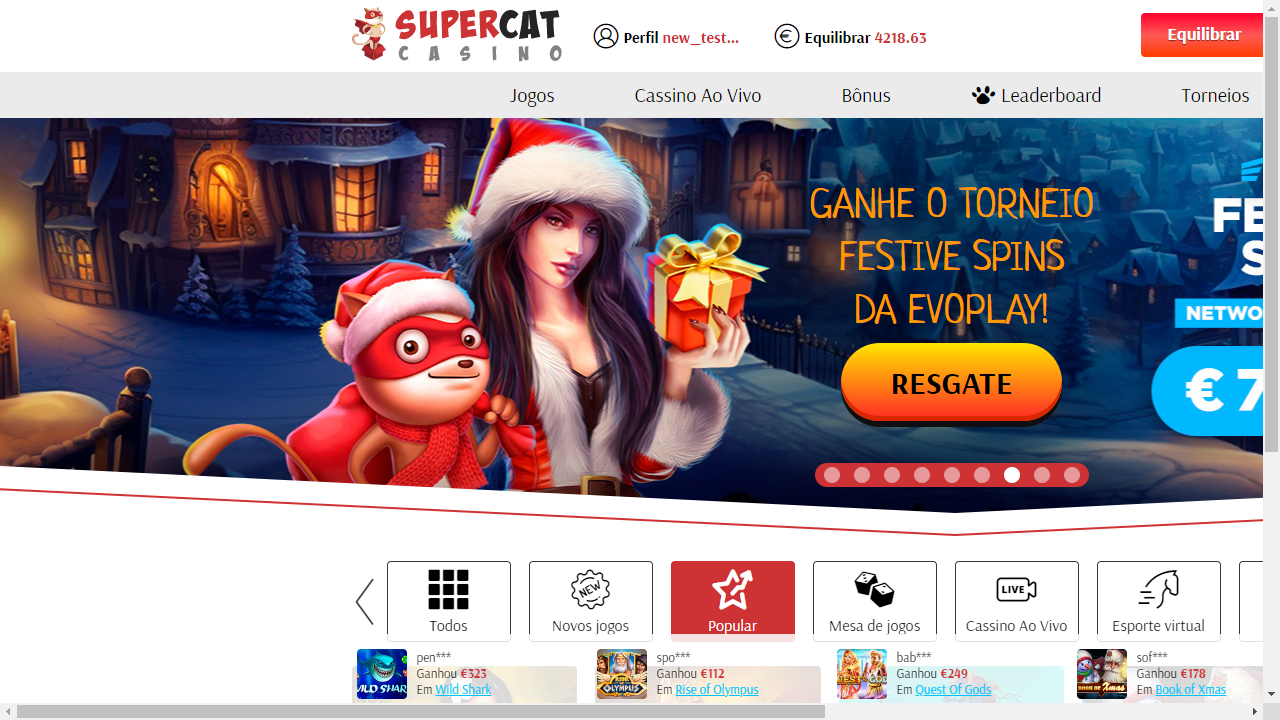 SUPERCAT
CASINO
Perfil new_test...
Equilibrar 4218.63
Equilibrar
Jogos
Cassino Ao Vivo
Bônus
Leaderboard
Torneios
GANHE O TORNEIO
FESTIVE SPINS
DA EVOPLAY!
RESGATE
NETWO
€ 7
NEW
LIVE
Todos
Novos jogos
Popular
Mesa de jogos
Cassino Ao Vivo
Esporte virtual
pen***
Ganhou €323
Em Wild Shark
spo***
Ganhou €112
Em Rise of Olympus
bab***
Ganhou €249
Em Quest Of Gods
sof***
Ganhou €178
Em Book of Xmas